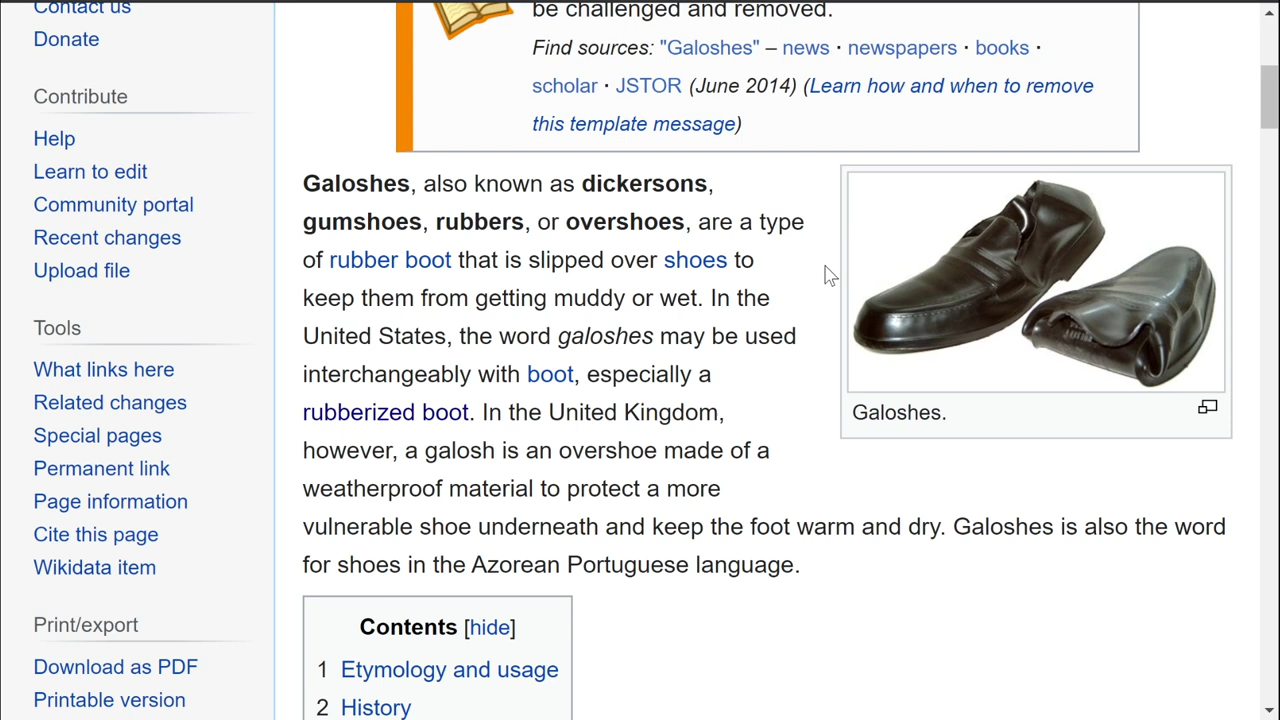 Contact us
Donate
Contribute
Help
Learn to edit
Community portal
Recent changes
Upload file
Tools
What links here
Related changes
Special pages
Permanent link
Page information
Cite this page
Wikidata item
Print/export
Download as PDF
Printable version
be challenged and removed.
Find sources: "Galoshes" – news · newspapers · books ·
scholar · JSTOR (June 2014) (Learn how and when to remove
this template message)
Galoshes, also known as dickersons,
gumshoes, rubbers, or overshoes, are a type
of rubber boot that is slipped over shoes to
keep them from getting muddy or wet. In the
United States, the word galoshes may be used
interchangeably with boot, especially a
rubberized boot. In the United Kingdom,
however, a galosh is an overshoe made of a
weatherproof material to protect a more
vulnerable shoe underneath and keep the foot warm and dry. Galoshes is also the word
for shoes in the Azorean Portuguese language.
Galoshes.
Contents [hide]
1 Etymology and usage
2 History